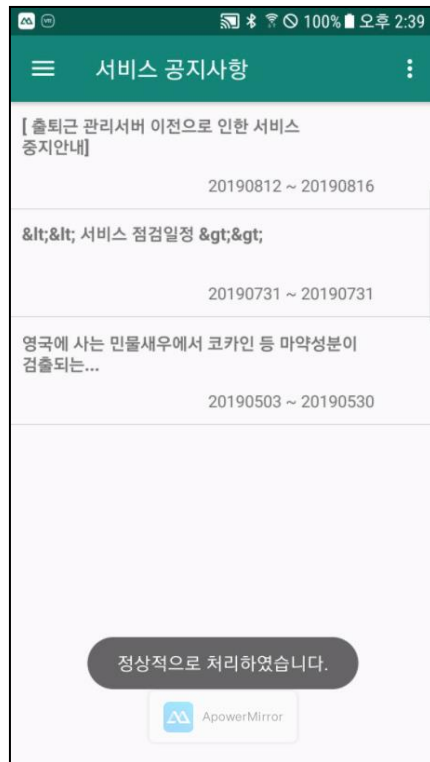 100% 오후 2:39
서비스 공지사항
[ 출퇴근 관리서버 이전으로 인한 서비스
중지안내]
20190812 ~ 20190816
&lt;&lt; 서비스 점검일정 &gt;&gt;
20190731 ~ 20190731
영국에 사는 민물새우에서 코카인 등 마약성분이
검출되는...
20190503 ~ 20190530
정상적으로 처리하였습니다.
ApowerMirror